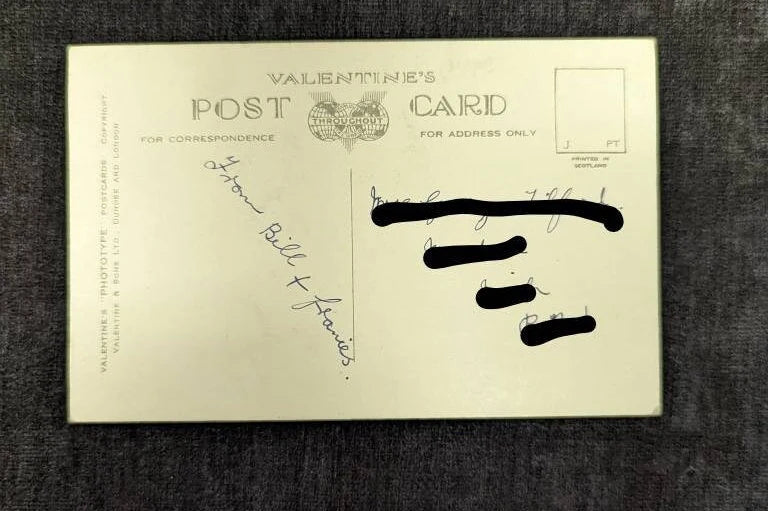 VALENTINE'S
POST CARD
THROUGHOUT
FOR CORRESPONDENCE
FOR ADDRESS ONLY
J. PT
PRINTED IN
SCOTLAND
VALENTINE'S "PHOTOTYPE" POSTCARDS COPYRIGHT
VALENTINE & SONS LTD. DUNDEE AND LONDON
From Bill + Francis.